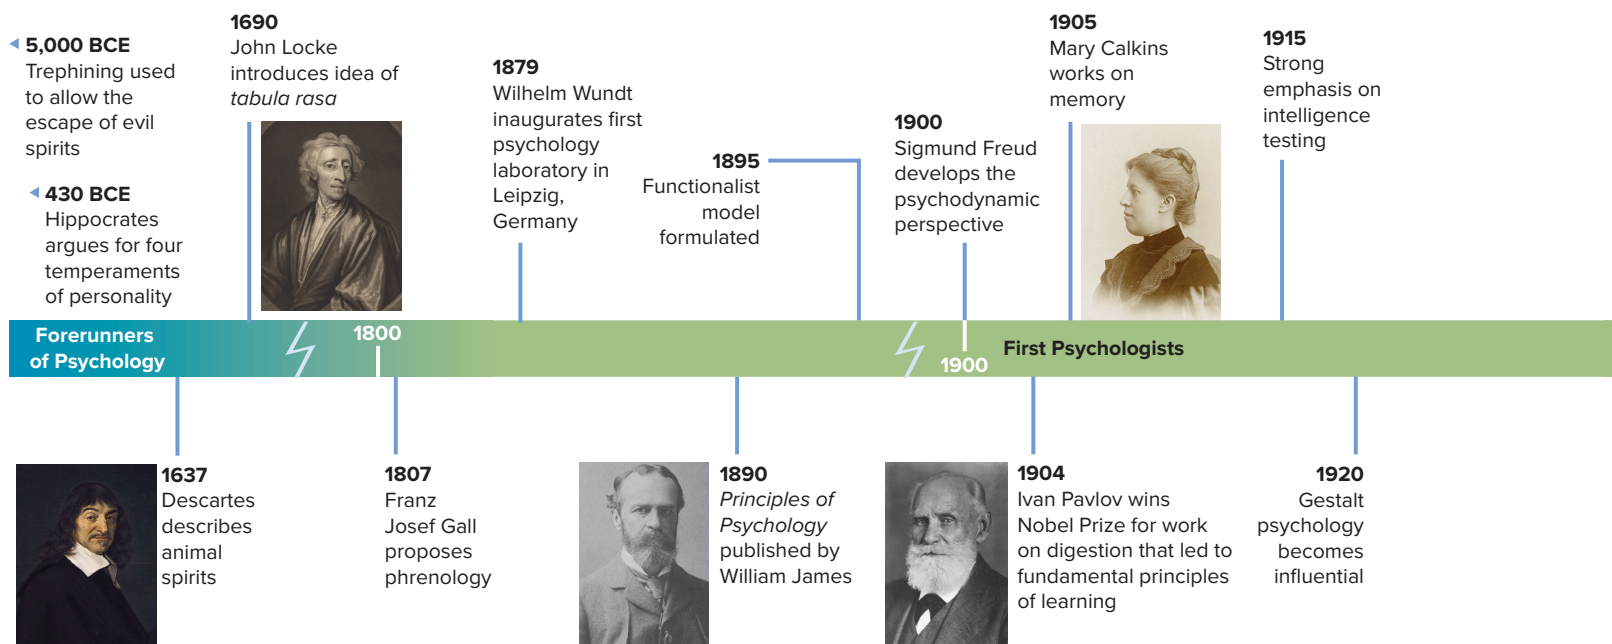 5,000 BCE
Trephining used
to allow the
escape of evil
spirits
430 BCE
Hippocrates
argues for four
temperaments
of personality
1690
John Locke
introduces idea of
tabula rasa
1879
Wilhelm Wundt
inaugurates first
psychology
laboratory in
Leipzig,
Germany
1895
Functionalist
model
formulated
1900
Sigmund Freud
develops the
psychodynamic
perspective
1905
Mary Calkins
works on
memory
1915
Strong
emphasis on
intelligence
testing
Forerunners
of Psychology
1800
1900
First Psychologists
1637
Descartes
describes
animal
spirits
1807
Franz
Josef Gall
proposes
phrenology
1890
Principles of
Psychology
published by
William James
1904
Ivan Pavlov wins
Nobel Prize for work
on digestion that led to
fundamental principles
of learning
1920
Gestalt
psychology
becomes
influential